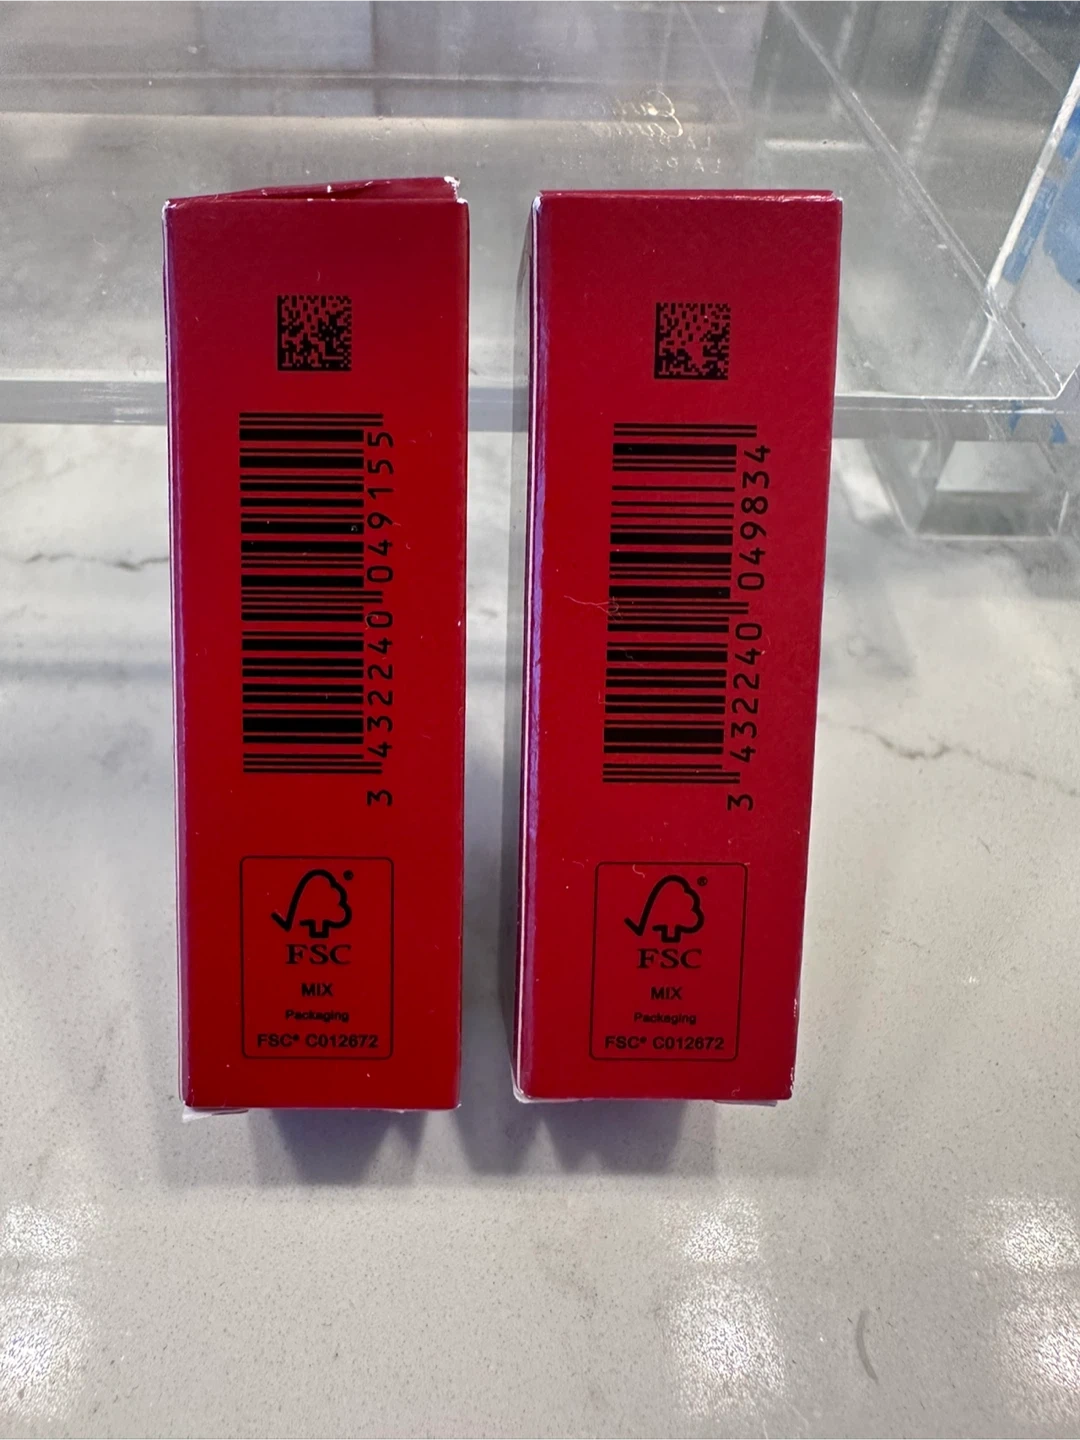 3 432240 049155
FSC®
MIX
Packaging
FSC® C012672
3 432240 049834
®
FSC
MIX
Packaging
FSC® C012672